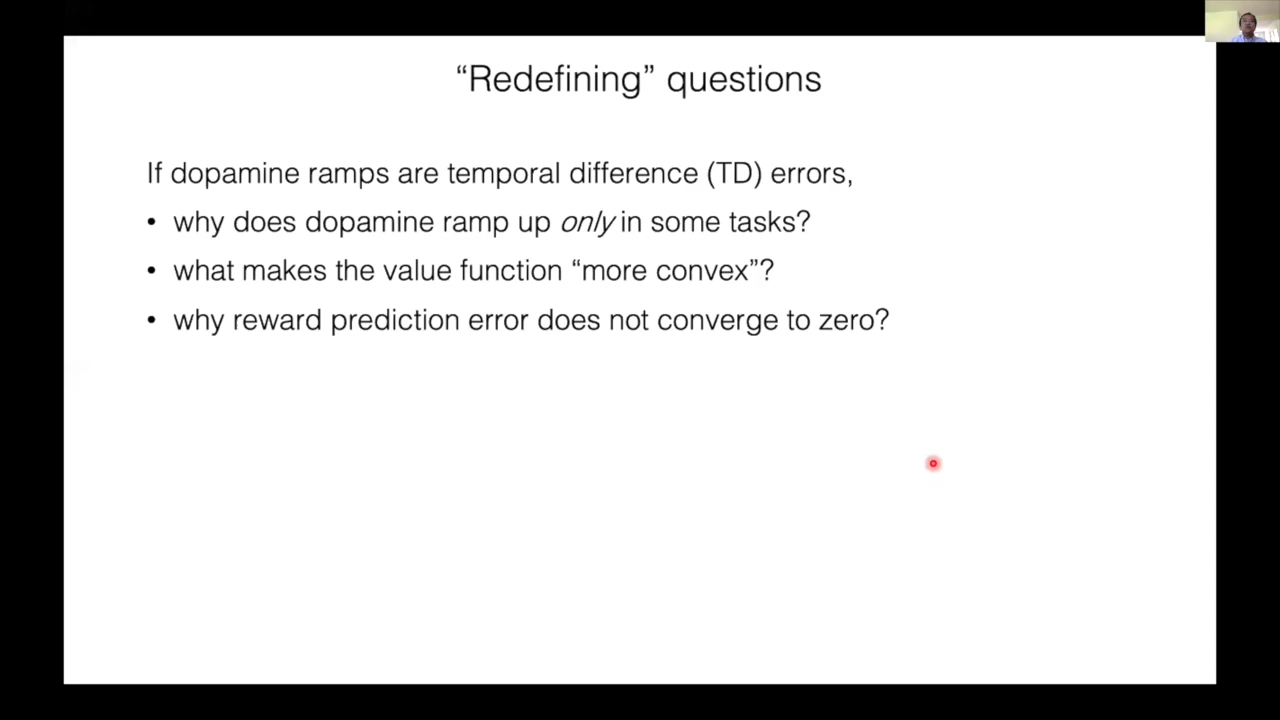 “Redefining” questions
If dopamine ramps are temporal difference (TD) errors,
• why does dopamine ramp up only in some tasks?
• what makes the value function “more convex”?
• why reward prediction error does not converge to zero?